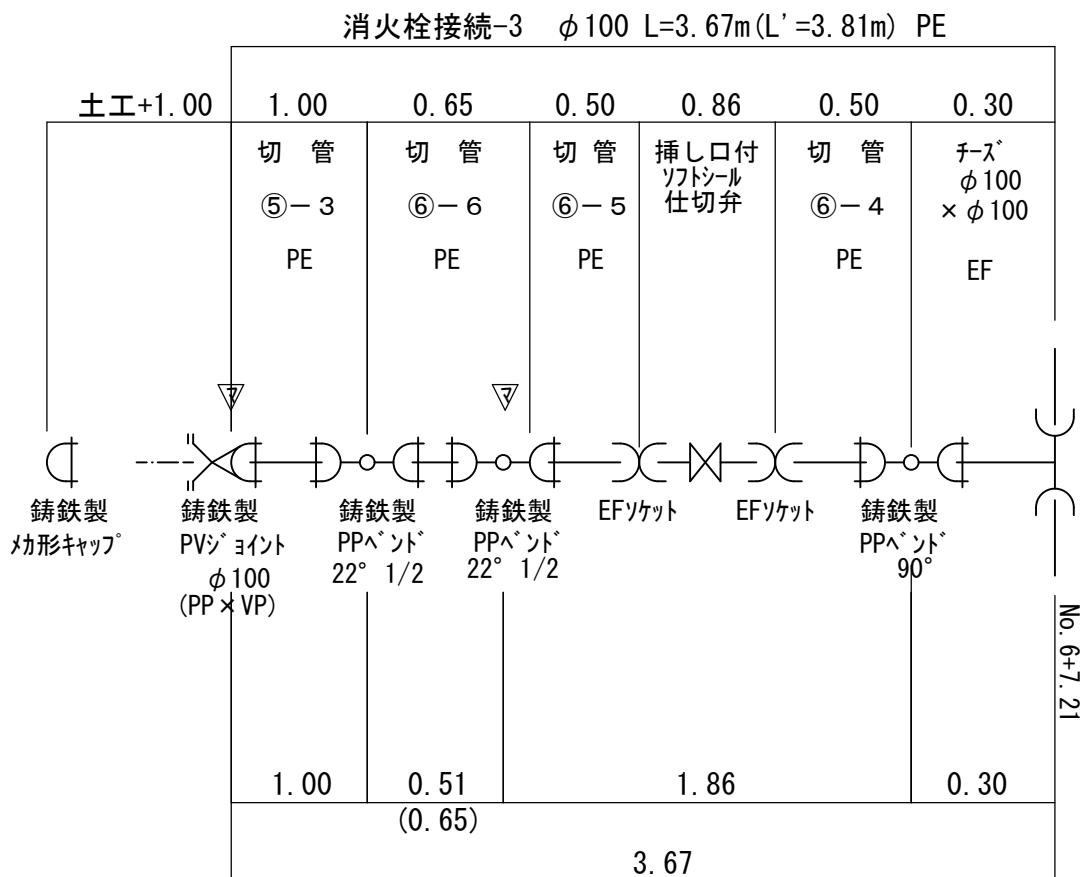 消火栓接続-3 φ100 L=3.67m(L'=3.81m) PE
土工+1.00 1.00 0.65 0.50 0.86 0.50 0.30
切 管
⑤-3
PE
切 管
⑥-6
PE
切 管
⑥-5
PE
挿し口付
ソフトシール
仕切弁
切 管
⑥-4
PE
チーズ
φ100
×φ100
EF
マ
マ
鋳鉄製
メカ形キャップ
鋳鉄製
PVジョイント
φ100
(PP×VP)
鋳鉄製
PPベンド
22° 1/2
鋳鉄製
PPベンド
22° 1/2
EFソケット
EFソケット
鋳鉄製
PPベンド
90°
No.6+7.21
1.00 0.51 1.86 0.30
(0.65)
3.67